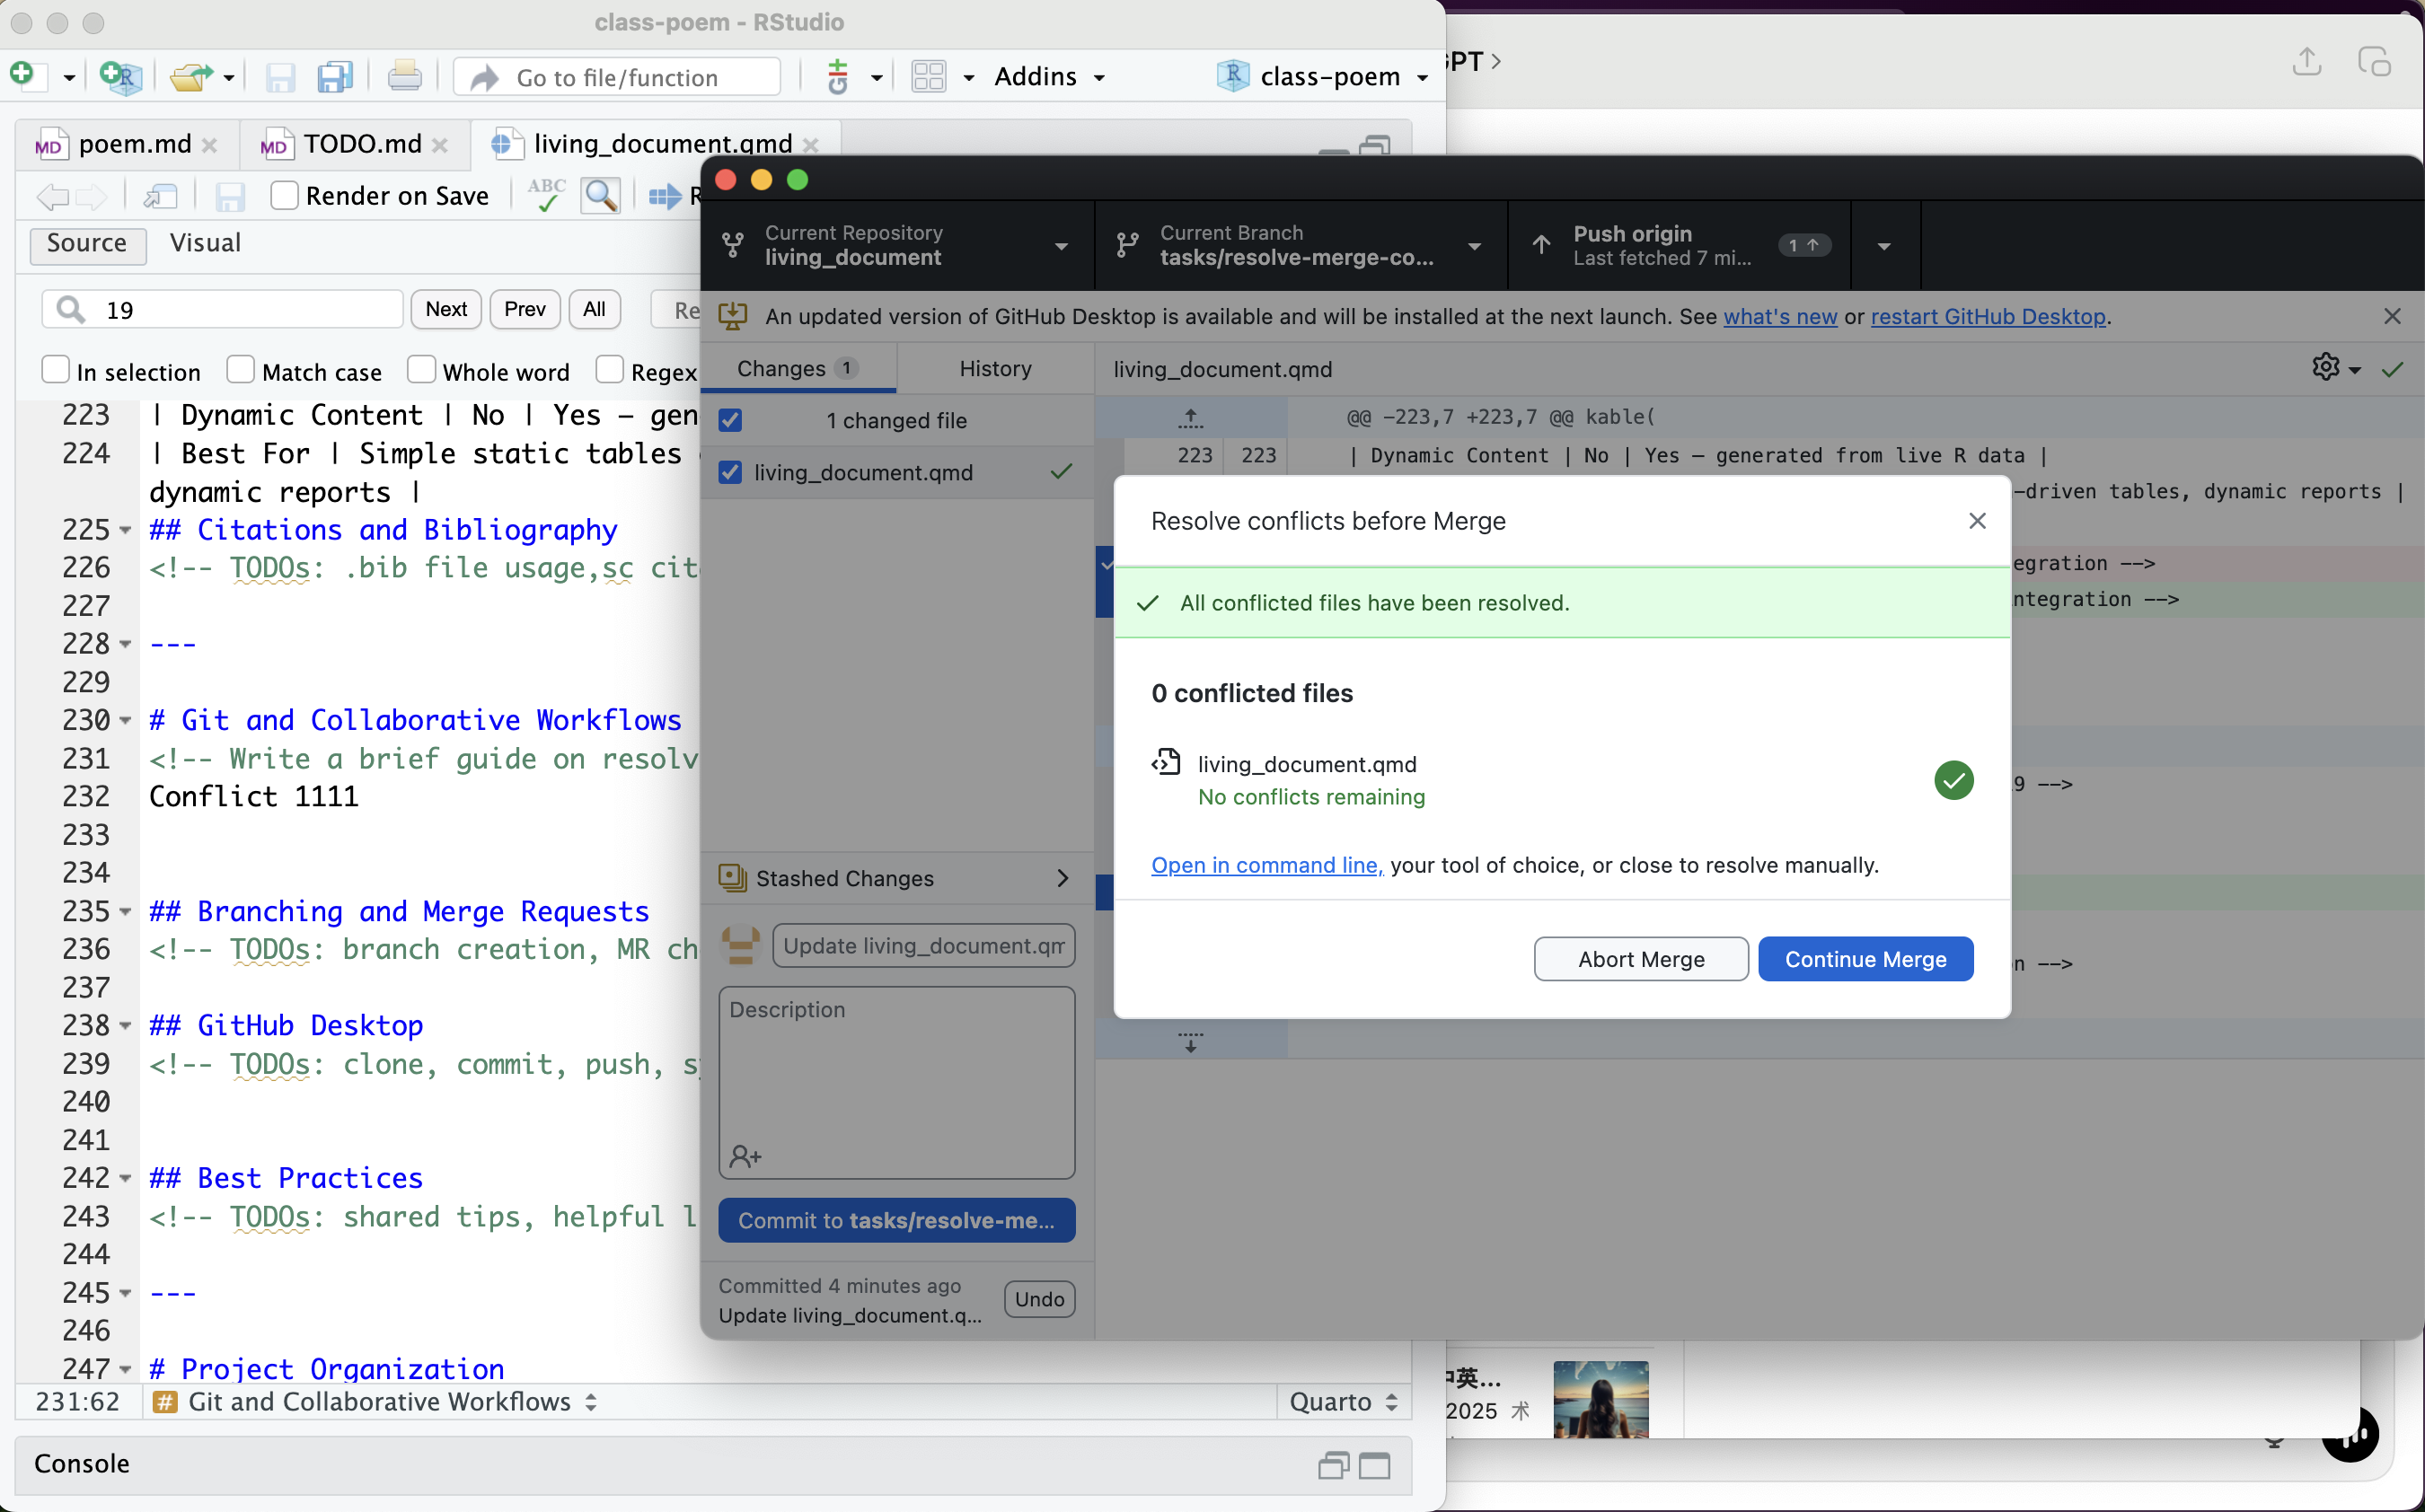 class-poem - RStudio
Go to file/function
Addins
class-poem
PT
poem.md
TODO.md
living_document.qmd
Render on Save
ABC
Source
Visual
19
Next
Prev
All
In selection
Match case
Whole word
Regex
223 | Dynamic Content | No | Yes – gen
224 | Best For | Simple static tables
dynamic reports |
225 ## Citations and Bibliography
226 <!-- TODOs: .bib file usage,sc cit
227
228 ---
229
230 # Git and Collaborative Workflows
231 <!-- Write a brief guide on resolv
232 Conflict 1111
233
234
235 ## Branching and Merge Requests
236 <!-- TODOs: branch creation, MR ch
237
238 ## GitHub Desktop
239 <!-- TODOs: clone, commit, push, s
240
241
242 ## Best Practices
243 <!-- TODOs: shared tips, helpful l
244
245 ---
246
247 # Project Organization
231:62
# Git and Collaborative Workflows
Quarto
Console
Current Repository
living_document
Current Branch
tasks/resolve-merge-co...
Push origin
Last fetched 7 mi...
1
An updated version of GitHub Desktop is available and will be installed at the next launch. See what's new or restart GitHub Desktop.
Changes 1
History
living_document.qmd
1 changed file
living_document.qmd
@@ -223,7 +223,7 @@ kable(
223 223 | Dynamic Content | No | Yes – generated from live R data |
-driven tables, dynamic reports |
egration -->
ntegration -->
9 -->
n -->
Resolve conflicts before Merge
All conflicted files have been resolved.
0 conflicted files
living_document.qmd
No conflicts remaining
Open in command line, your tool of choice, or close to resolve manually.
Abort Merge
Continue Merge
Stashed Changes
Update living_document.qm
Description
Commit to tasks/resolve-me...
Committed 4 minutes ago
Update living_document.q...
Undo
英...
2025 术